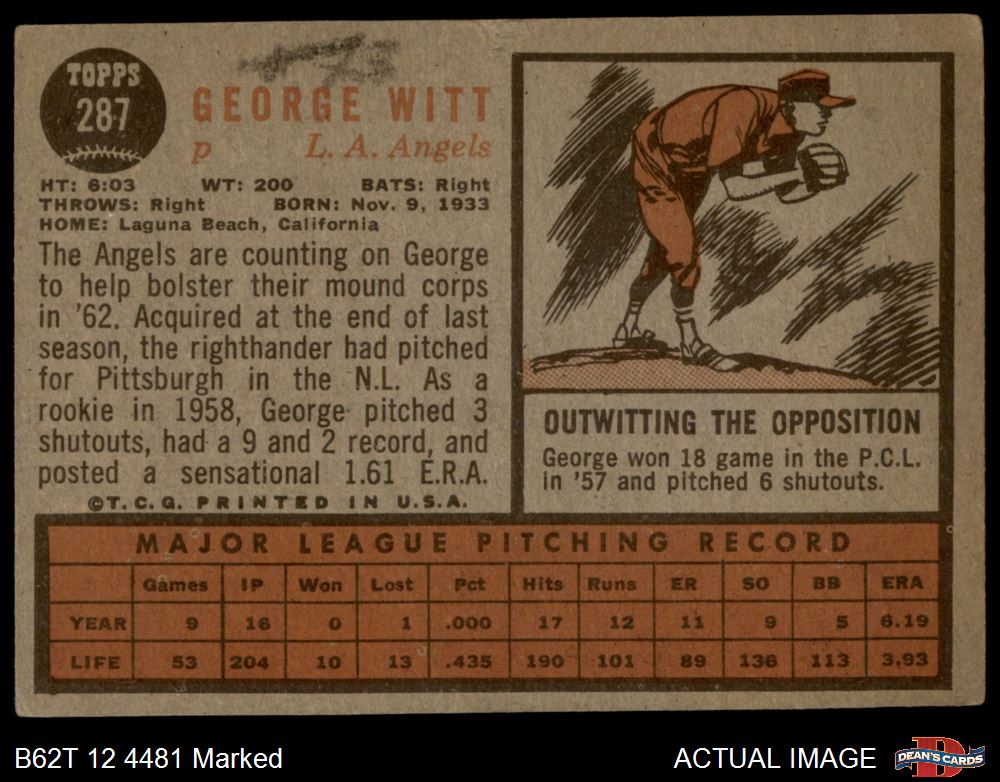 TOPPS
287
GEORGE WITT
p L. A. Angels
HT: 6:03 WT: 200 BATS: Right
THROWS: Right BORN: Nov. 9, 1933
HOME: Laguna Beach, California
The Angels are counting on George
to help bolster their mound corps
in '62. Acquired at the end of last
season, the righthander had pitched
for Pittsburgh in the N.L. As a
rookie in 1958, George pitched 3
shutouts, had a 9 and 2 record, and
posted a sensational 1.61 E.R.A.
©T.C.G. PRINTED IN U.S.A.
OUTWITTING THE OPPOSITION
George won 18 game in the P.C.L.
in '57 and pitched 6 shutouts.
MAJOR LEAGUE PITCHING RECORD
Games IP Won Lost Pct Hits Runs ER SO BB ERA
YEAR 9 16 0 1 .000 17 12 11 9 5 6.19
LIFE 53 204 10 13 .435 190 101 89 136 113 3.93
B62T 12 4481 Marked
ACTUAL IMAGE
D
DEAN'S CARDS